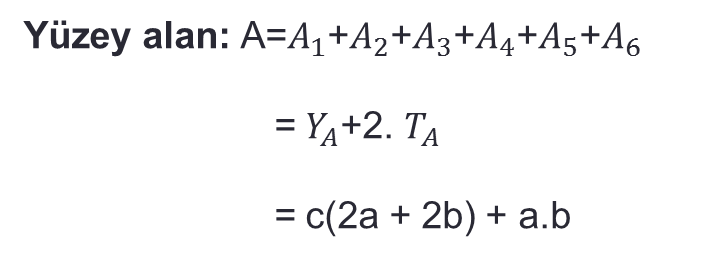 Yüzey alan: A=A₁+A₂+A₃+A₄+A₅+A₆
= Y_A+2. T_A
= c(2a + 2b) + a.b